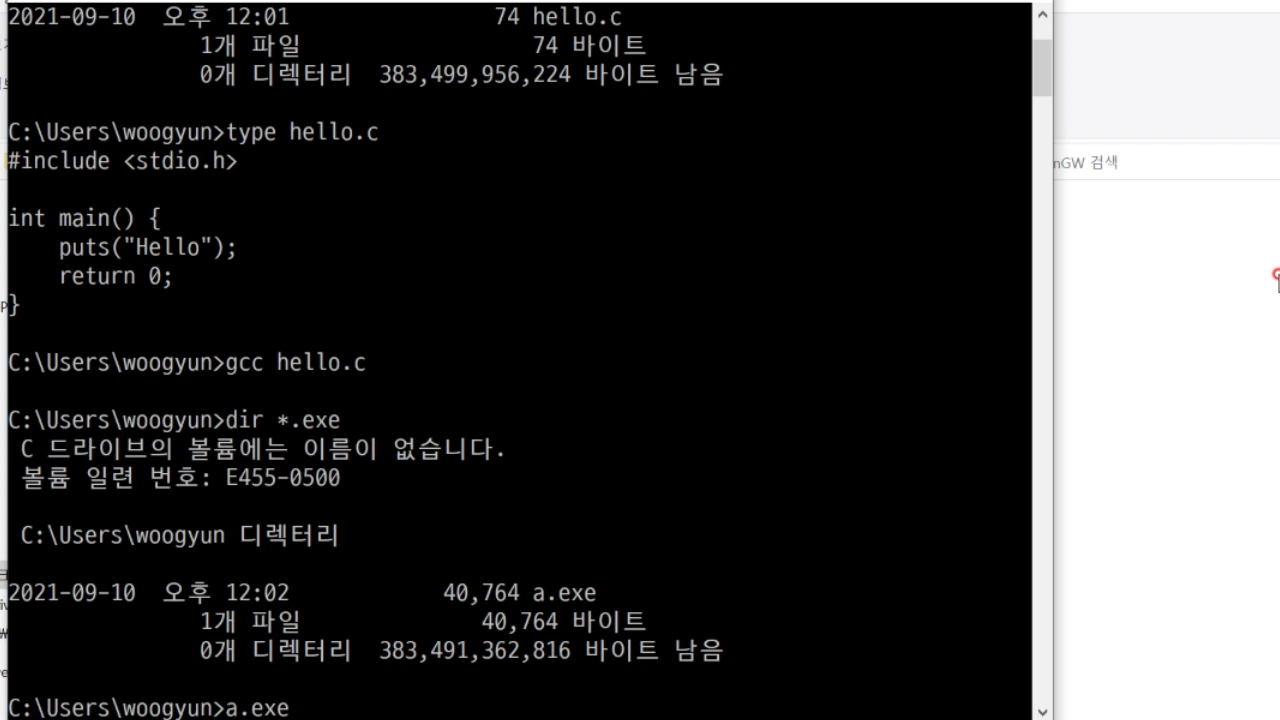 2021-09-10  오후 12:01                74 hello.c
               1개 파일                  74 바이트
               0개 디렉터리  383,499,956,224 바이트 남음
C:\Users\woogyun>type hello.c
#include <stdio.h>
nGW 검색
int main() {
    puts("Hello");
    return 0;
}
C:\Users\woogyun>gcc hello.c
C:\Users\woogyun>dir *.exe
 C 드라이브의 볼륨에는 이름이 없습니다.
 볼륨 일련 번호: E455-0500
 C:\Users\woogyun 디렉터리
2021-09-10  오후 12:02            40,764 a.exe
               1개 파일              40,764 바이트
               0개 디렉터리  383,491,362,816 바이트 남음
C:\Users\woogyun>a.exe